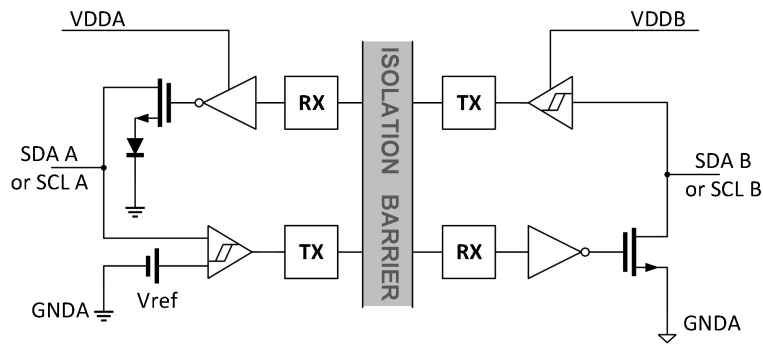 VDDA
VDDB
RX
TX
SDA A
or SCL A
SDA B
or SCL B
ISOLATION BARRIER
TX
RX
Vref
GNDA
GNDA